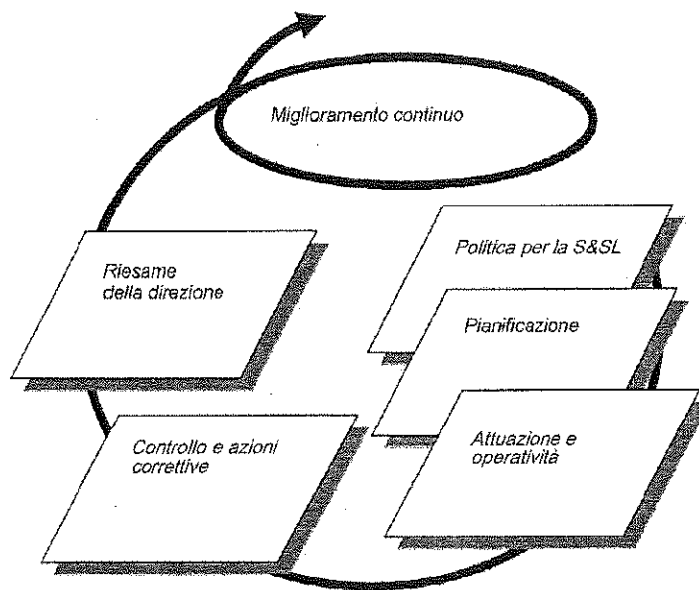 Miglioramento continuo
Politica per la S&SL
Riesame
della direzione
Pianificazione
Controllo e azioni
correttive
Attuazione e
operatività